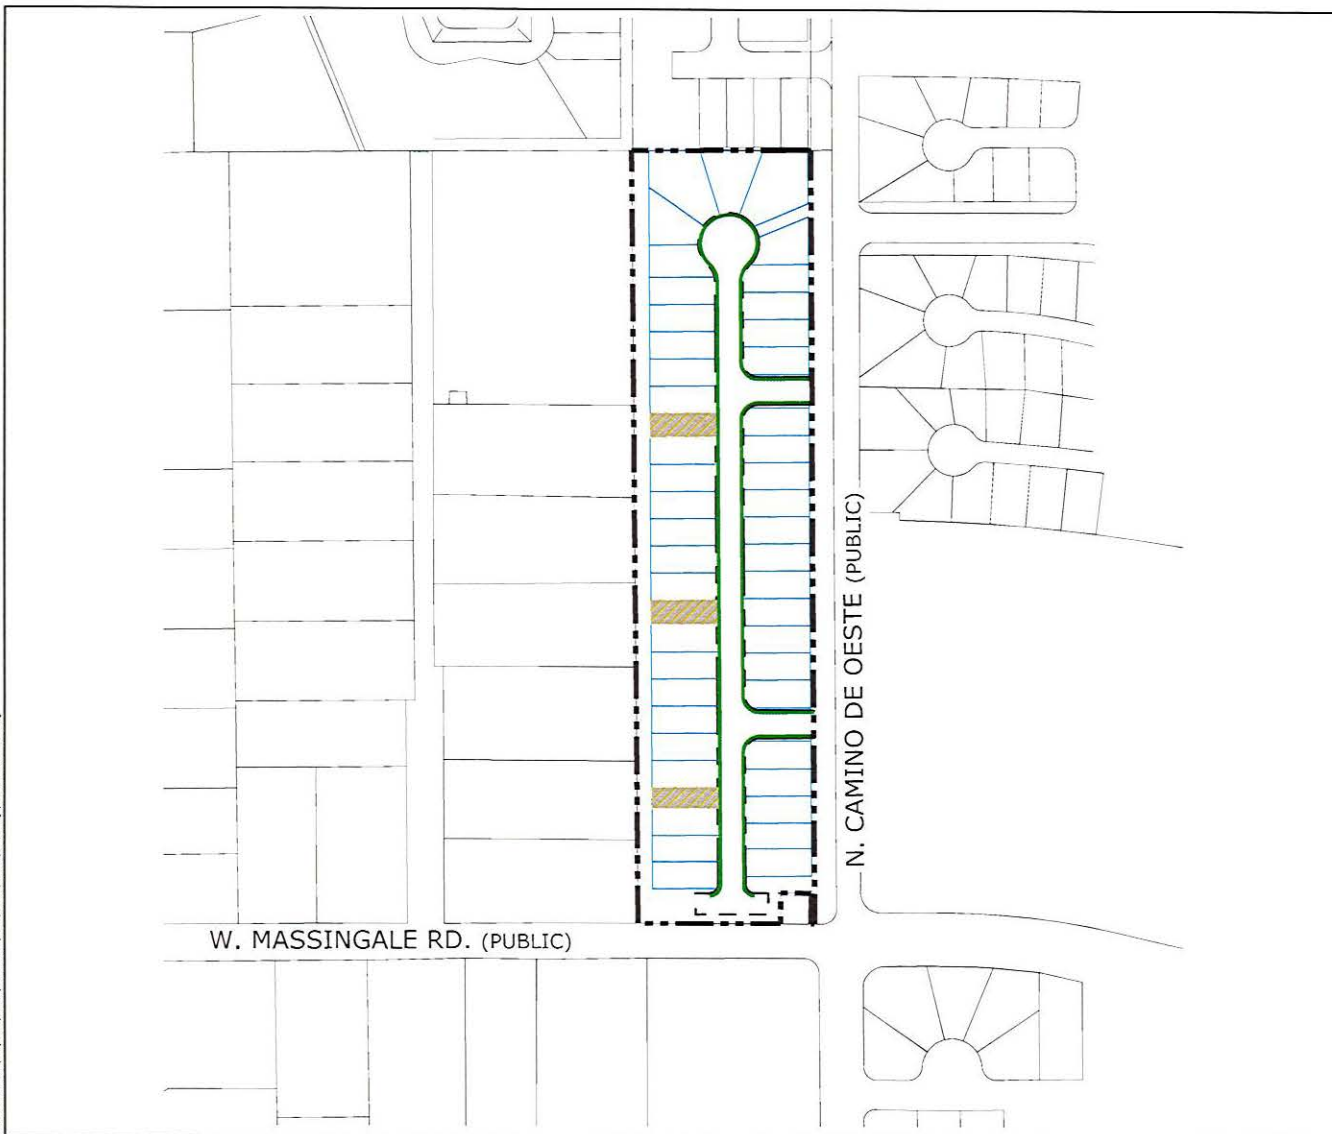 N. CAMINO DE OESTE (PUBLIC)
W. MASSINGALE RD. (PUBLIC)